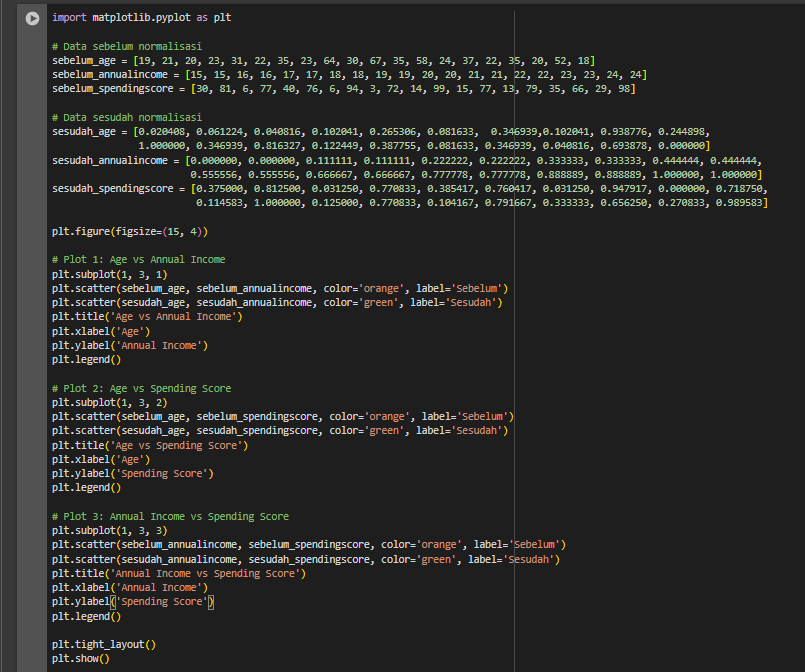 import matplotlib.pyplot as plt
# Data sebelum normalisasi
sebelum_age = [19, 21, 20, 23, 31, 22, 35, 23, 64, 30, 67, 35, 58, 24, 37, 22, 35, 20, 52, 18]
sebelum_annualincome = [15, 15, 16, 16, 17, 17, 18, 18, 19, 19, 20, 20, 21, 21, 22, 22, 23, 23, 24, 24]
sebelum_spendingscore = [30, 81, 6, 77, 40, 76, 6, 94, 3, 72, 14, 99, 15, 77, 13, 79, 35, 66, 29, 98]
# Data sesudah normalisasi
sesudah_age = [0.020408, 0.061224, 0.040816, 0.102041, 0.265306, 0.081633,  0.346939,0.102041, 0.938776, 0.244898,
1.000000, 0.346939, 0.816327, 0.122449, 0.387755, 0.081633, 0.346939, 0.040816, 0.693878, 0.000000]
sesudah_annualincome = [0.000000, 0.000000, 0.111111, 0.111111, 0.222222, 0.222222, 0.333333, 0.333333, 0.444444, 0.444444,
0.555556, 0.555556, 0.666667, 0.666667, 0.777778, 0.777778, 0.888889, 0.888889, 1.000000, 1.000000]
sesudah_spendingscore = [0.375000, 0.812500, 0.031250, 0.770833, 0.385417, 0.760417, 0.031250, 0.947917, 0.000000, 0.718750,
0.114583, 1.000000, 0.125000, 0.770833, 0.104167, 0.791667, 0.333333, 0.656250, 0.270833, 0.989583]
plt.figure(figsize=(15, 4))
# Plot 1: Age vs Annual Income
plt.subplot(1, 3, 1)
plt.scatter(sebelum_age, sebelum_annualincome, color='orange', label='Sebelum')
plt.scatter(sesudah_age, sesudah_annualincome, color='green', label='Sesudah')
plt.title('Age vs Annual Income')
plt.xlabel('Age')
plt.ylabel('Annual Income')
plt.legend()
# Plot 2: Age vs Spending Score
plt.subplot(1, 3, 2)
plt.scatter(sebelum_age, sebelum_spendingscore, color='orange', label='Sebelum')
plt.scatter(sesudah_age, sesudah_spendingscore, color='green', label='Sesudah')
plt.title('Age vs Spending Score')
plt.xlabel('Age')
plt.ylabel('Spending Score')
plt.legend()
# Plot 3: Annual Income vs Spending Score
plt.subplot(1, 3, 3)
plt.scatter(sebelum_annualincome, sebelum_spendingscore, color='orange', label='Sebelum')
plt.scatter(sesudah_annualincome, sesudah_spendingscore, color='green', label='Sesudah')
plt.title('Annual Income vs Spending Score')
plt.xlabel('Annual Income')
plt.ylabel('Spending Score')
plt.legend()
plt.tight_layout()
plt.show()